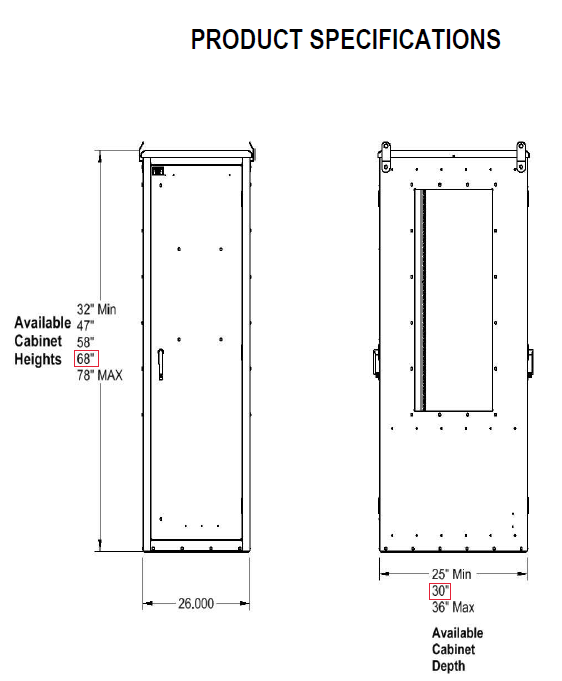 PRODUCT SPECIFICATIONS
32" Min
Available 47"
Cabinet 58"
Heights 68"
78" MAX
26.000
25" Min
30"
36" Max
Available
Cabinet
Depth